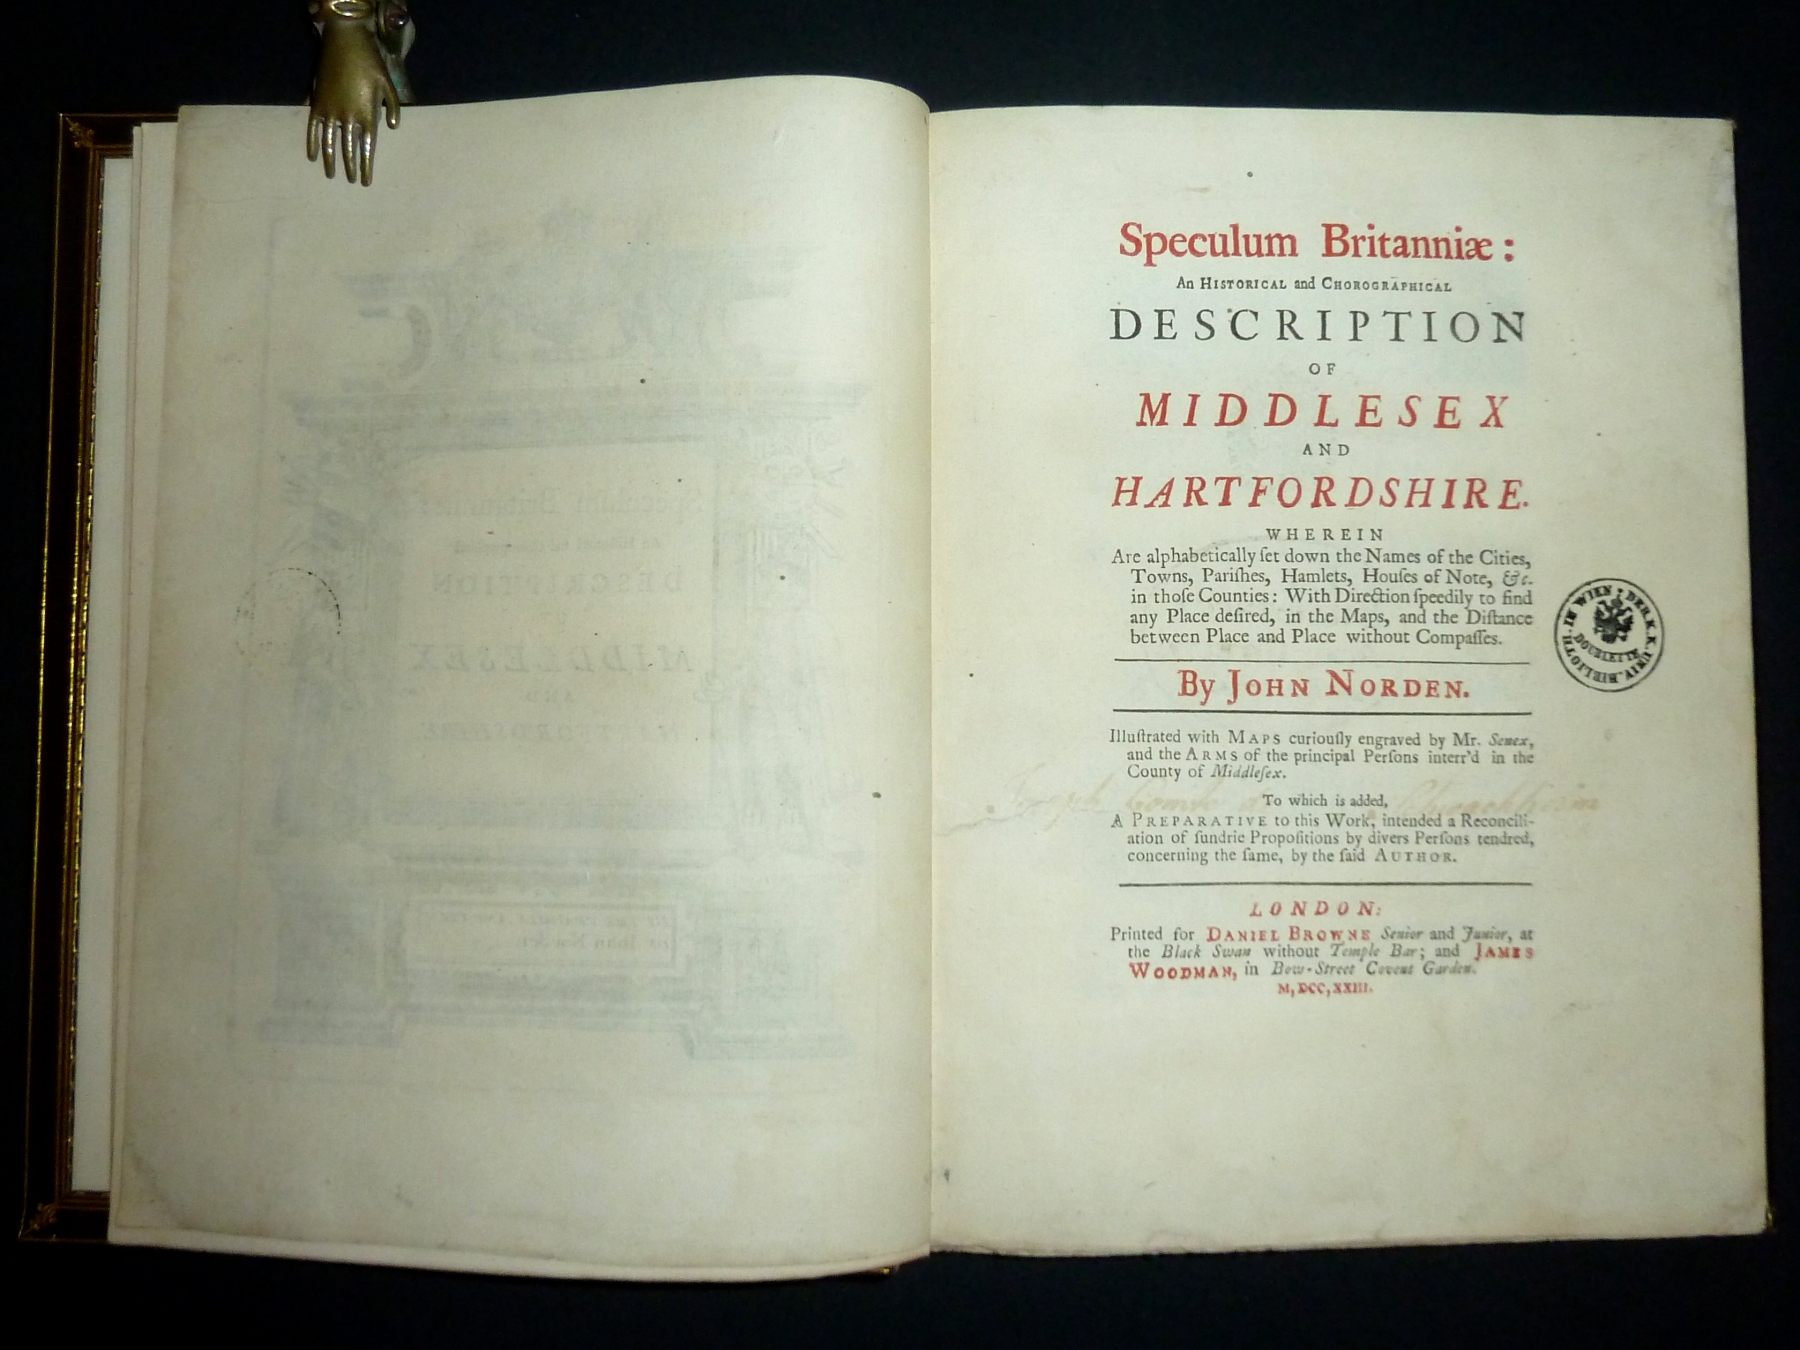 Speculum Britanniæ:
An HISTORICAL and CHOROGRAPHICAL
DESCRIPTION
OF
MIDDLESEX
AND
HARTFORDSHIRE.
WHEREIN
Are alphabetically ſet down the Names of the Cities,
Towns, Pariſhes, Hamlets, Houſes of Note, &c.
in thoſe Counties: With Direction ſpeedily to find
any Place deſired, in the Maps, and the Diſtance
between Place and Place without Compaſſes.
By JOHN NORDEN.
Illuſtrated with MAPS curiouſly engraved by Mr. Senex,
and the ARMS of the principal Perſons interr'd in the
County of Middleſex.
To which is added,
A PREPARATIVE to this Work, intended a Reconcili-
ation of ſundrie Propoſitions by divers Perſons tendred,
concerning the ſame, by the ſaid AUTHOR.
LONDON:
Printed for DANIEL BROWNE Senior and Junior, at
the Black Swan without Temple Bar; and JAMES
WOODMAN, in Bow-Street Covent Garden.
M,DCC,XXIII.
DER K.K. UNIV. BIBLIOTH. IN WIEN
DOUBLETTE